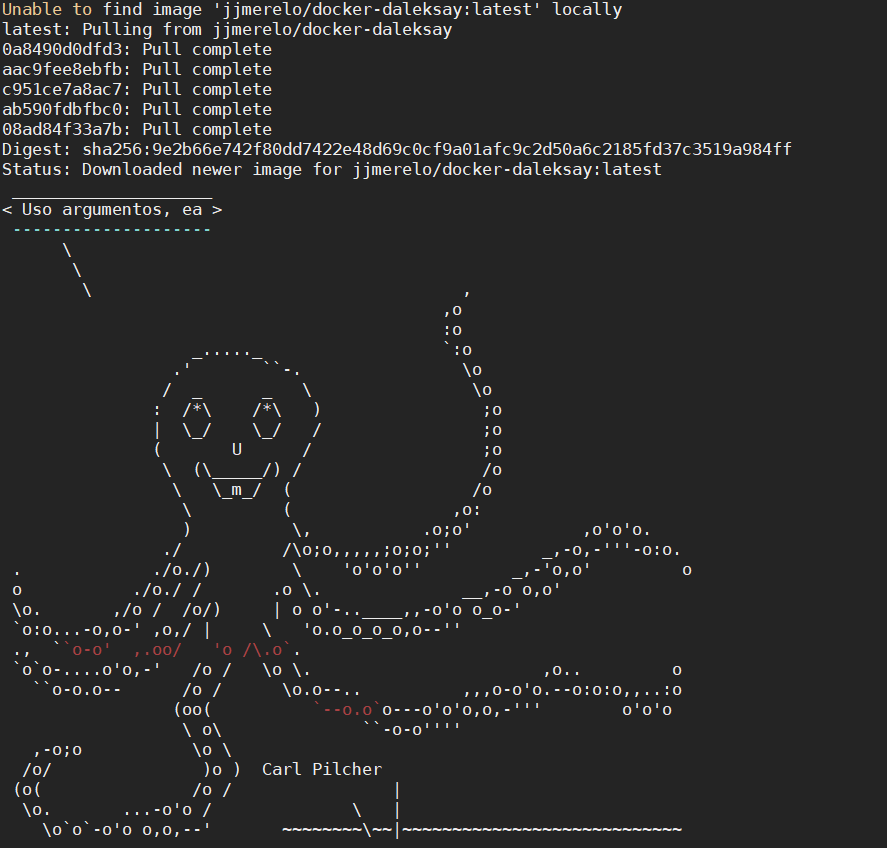 Unable to find image 'jjmerelo/docker-daleksay:latest' locally
latest: Pulling from jjmerelo/docker-daleksay
0a8490d0dfd3: Pull complete
aac9fee8ebfb: Pull complete
c951ce7a8ac7: Pull complete
ab590fdbfbc0: Pull complete
08ad84f33a7b: Pull complete
Digest: sha256:9e2b66e742f80dd7422e48d69c0cf9a01afc9c2d50a6c2185fd37c3519a984ff
Status: Downloaded newer image for jjmerelo/docker-daleksay:latest
< Uso argumentos, ea >
Carl Pilcher